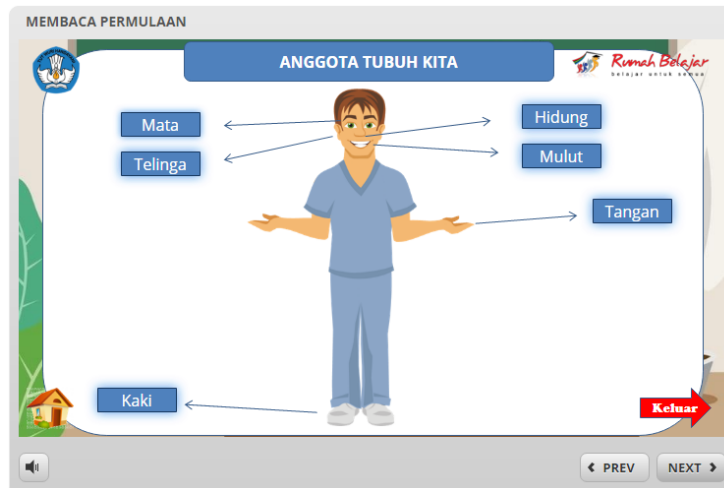 MEMBACA PERMULAAN
ANGGOTA TUBUH KITA
Rumah Belajar
belajar untuk semua
Mata
Hidung
Telinga
Mulut
Tangan
Kaki
Keluar
PREV
NEXT